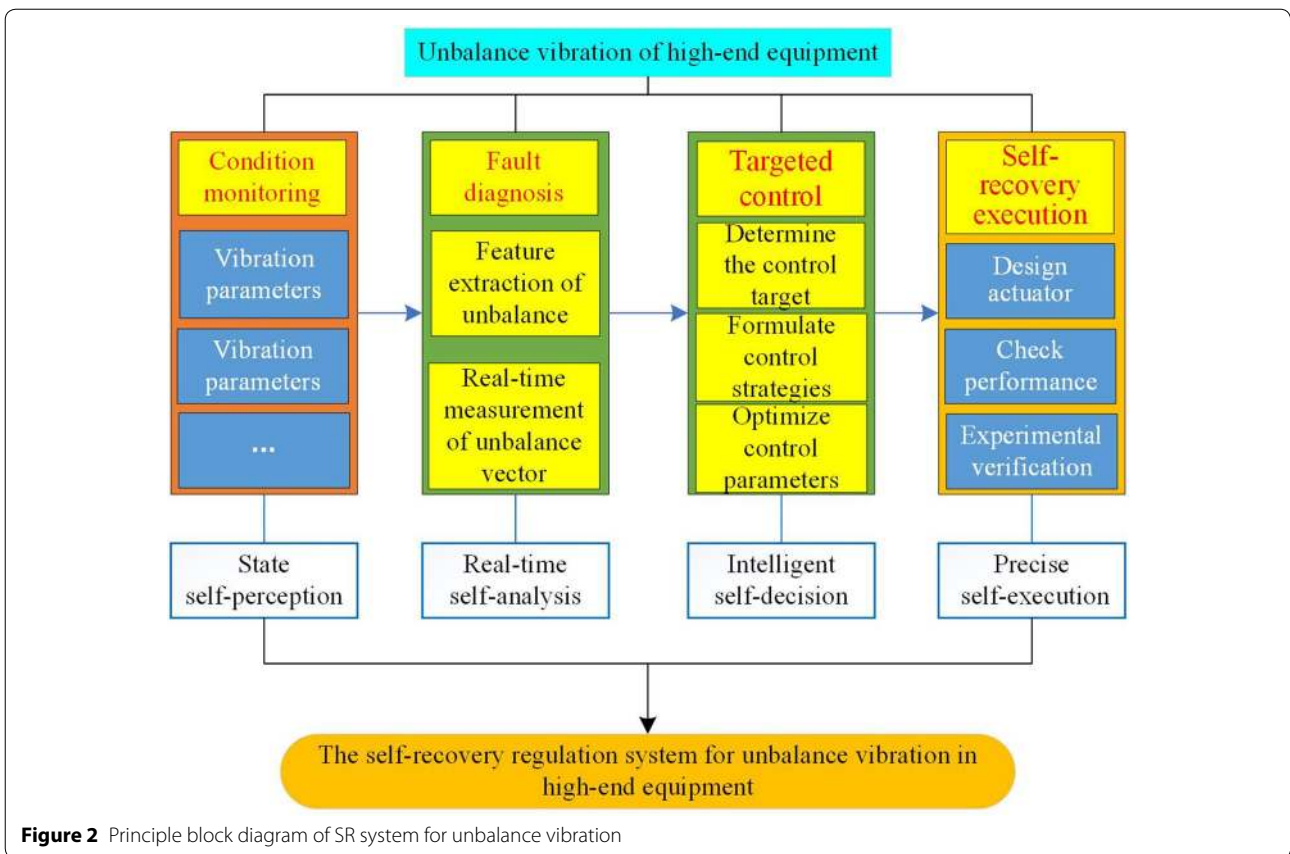 Unbalance vibration of high-end equipment
Condition
monitoring
Vibration
parameters
Vibration
parameters
...
Fault
diagnosis
Feature
extraction of
unbalance
Real-time
measurement
of unbalance
vector
Targeted
control
Determine
the control
target
Formulate
control
strategies
Optimize
control
parameters
Self-
recovery
execution
Design
actuator
Check
performance
Experimental
verification
State
self-perception
Real-time
self-analysis
Intelligent
self-decision
Precise
self-execution
The self-recovery regulation system for unbalance vibration in
high-end equipment
Figure 2 Principle block diagram of SR system for unbalance vibration